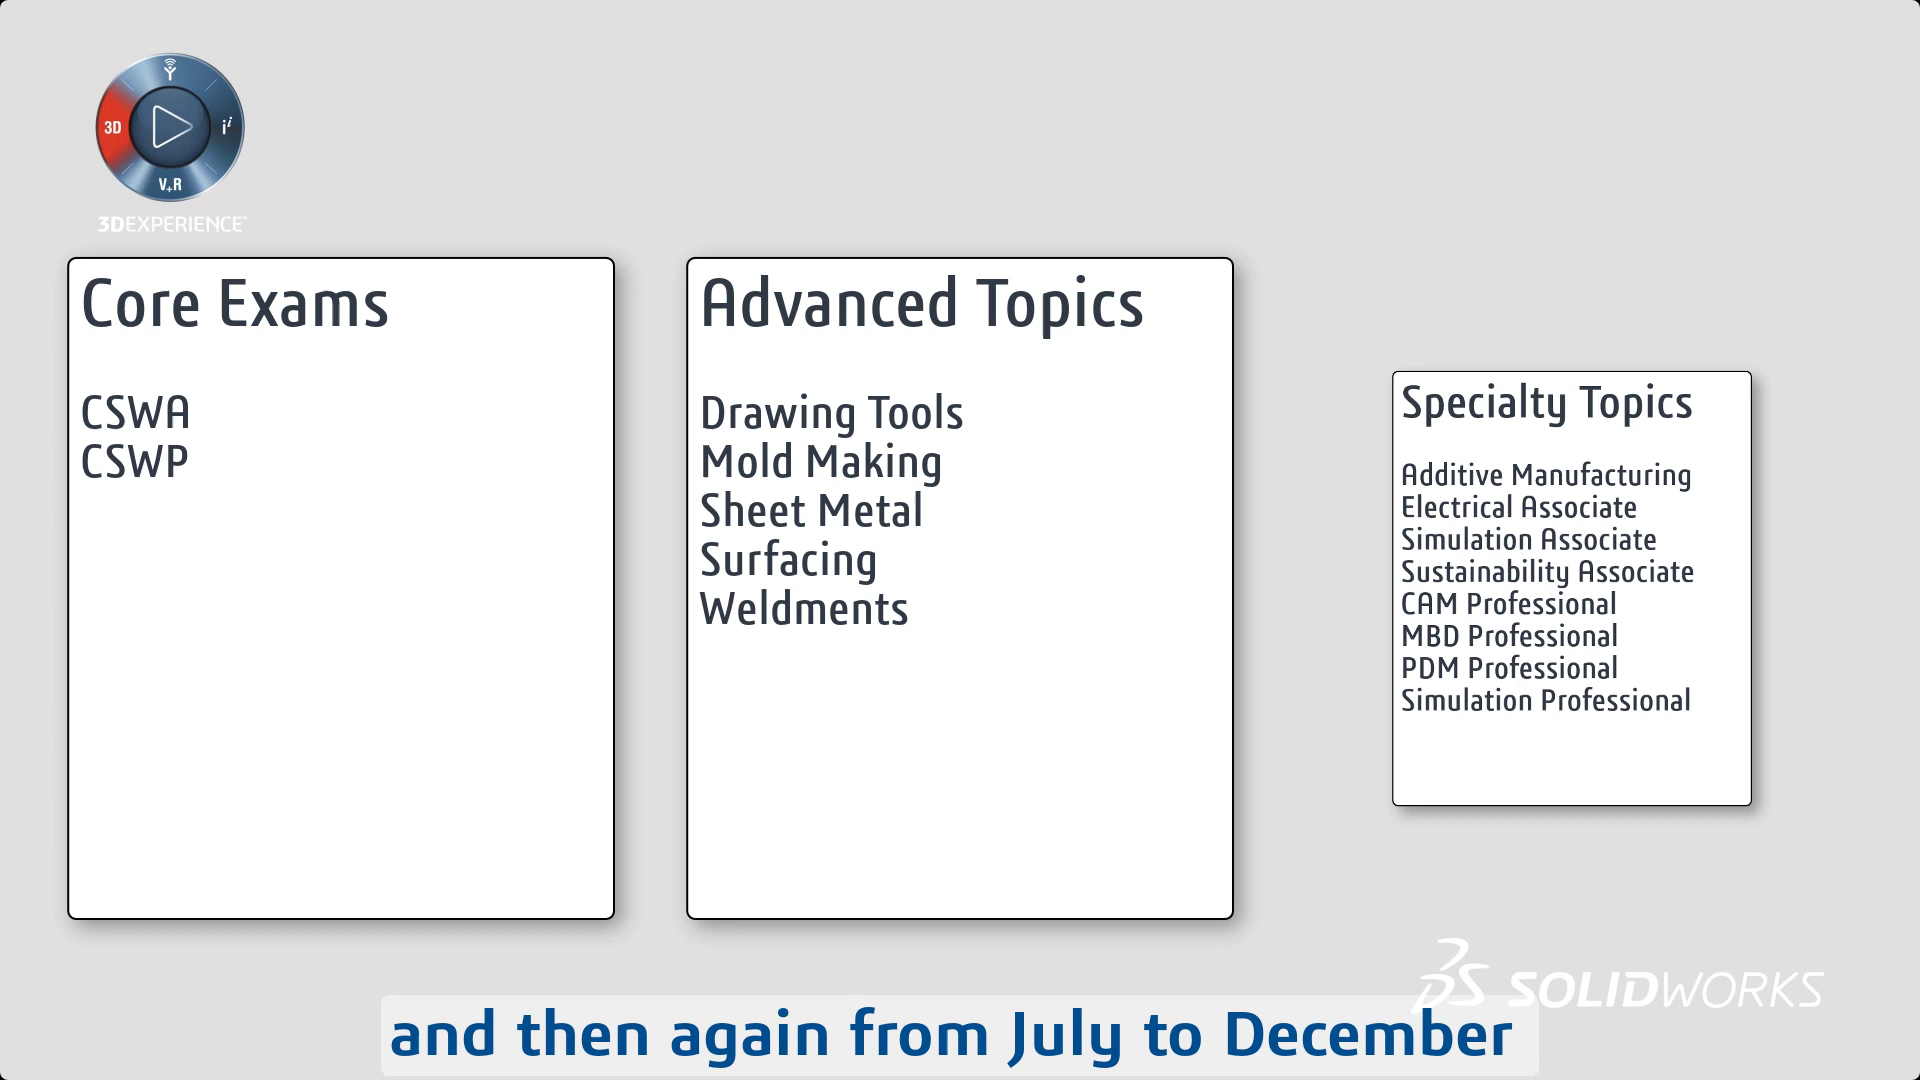 3D
V+R
3DEXPERIENCE
Core Exams
CSWA
CSWP
Advanced Topics
Drawing Tools
Mold Making
Sheet Metal
Surfacing
Weldments
Specialty Topics
Additive Manufacturing
Electrical Associate
Simulation Associate
Sustainability Associate
CAM Professional
MBD Professional
PDM Professional
Simulation Professional
SOLIDWORKS
and then again from July to December